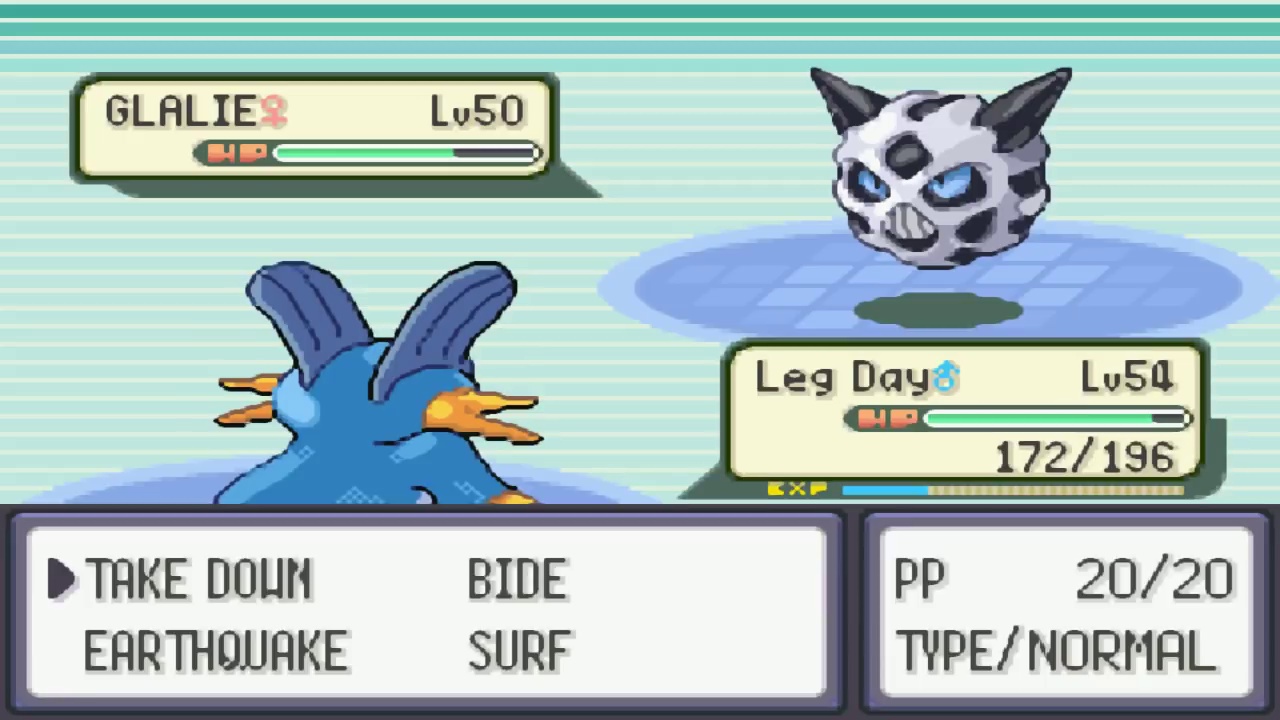 GLALIE♀ Lv50
HP
Leg Day♂ Lv54
HP
172/196
EXP
▶TAKE DOWN BIDE
EARTHQUAKE SURF
PP 20/20
TYPE/NORMAL